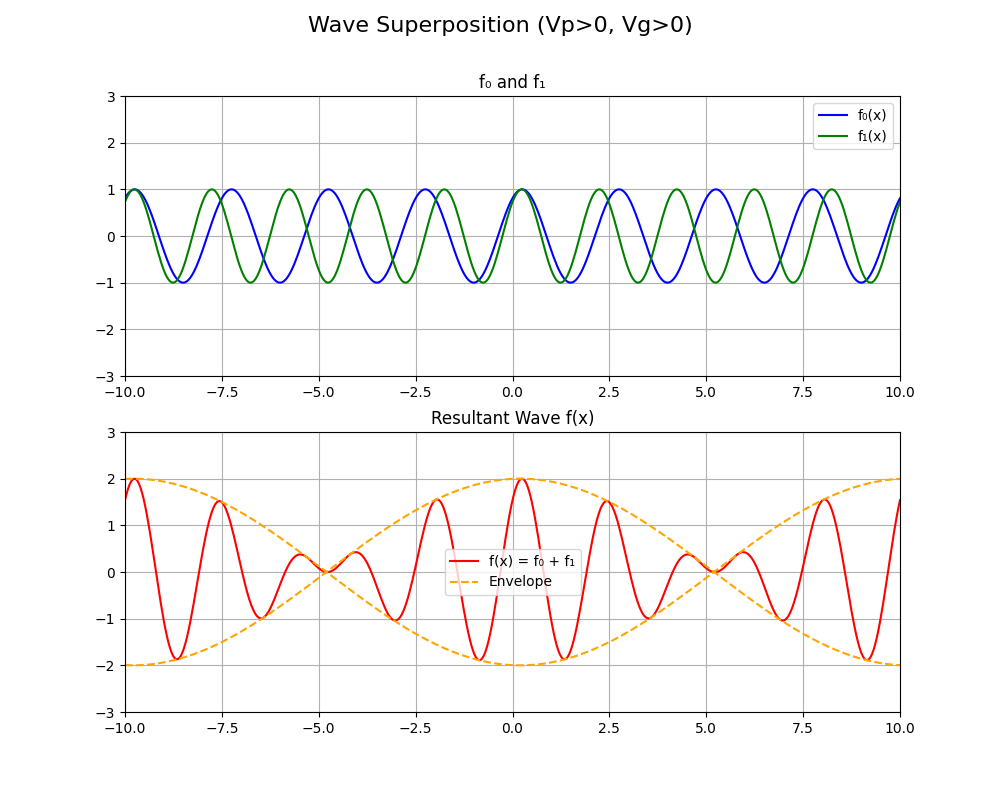 Wave Superposition (Vp>0, Vg>0)
f₀ and f₁
3
2
1
0
−1
−2
−3
f₀(x)
f₁(x)
−10.0 −7.5 −5.0 −2.5 0.0 2.5 5.0 7.5 10.0
Resultant Wave f(x)
3
2
1
0
−1
−2
−3
f(x) = f₀ + f₁
Envelope
−10.0 −7.5 −5.0 −2.5 0.0 2.5 5.0 7.5 10.0